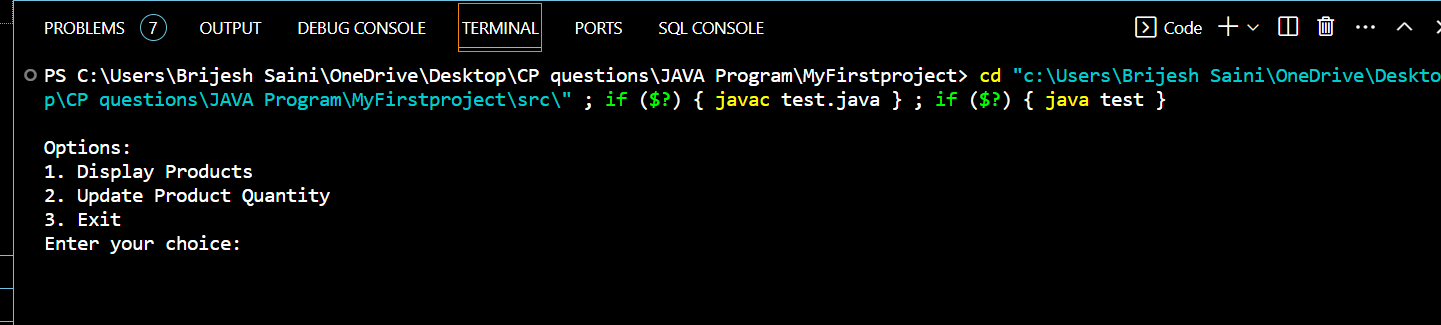 PROBLEMS 7 OUTPUT DEBUG CONSOLE TERMINAL PORTS SQL CONSOLE Code
PS C:\Users\Brijesh Saini\OneDrive\Desktop\CP questions\JAVA Program\MyFirstproject> cd "c:\Users\Brijesh Saini\OneDrive\Deskto
p\CP questions\JAVA Program\MyFirstproject\src\" ; if ($?) { javac test.java } ; if ($?) { java test }
Options:
1. Display Products
2. Update Product Quantity
3. Exit
Enter your choice: